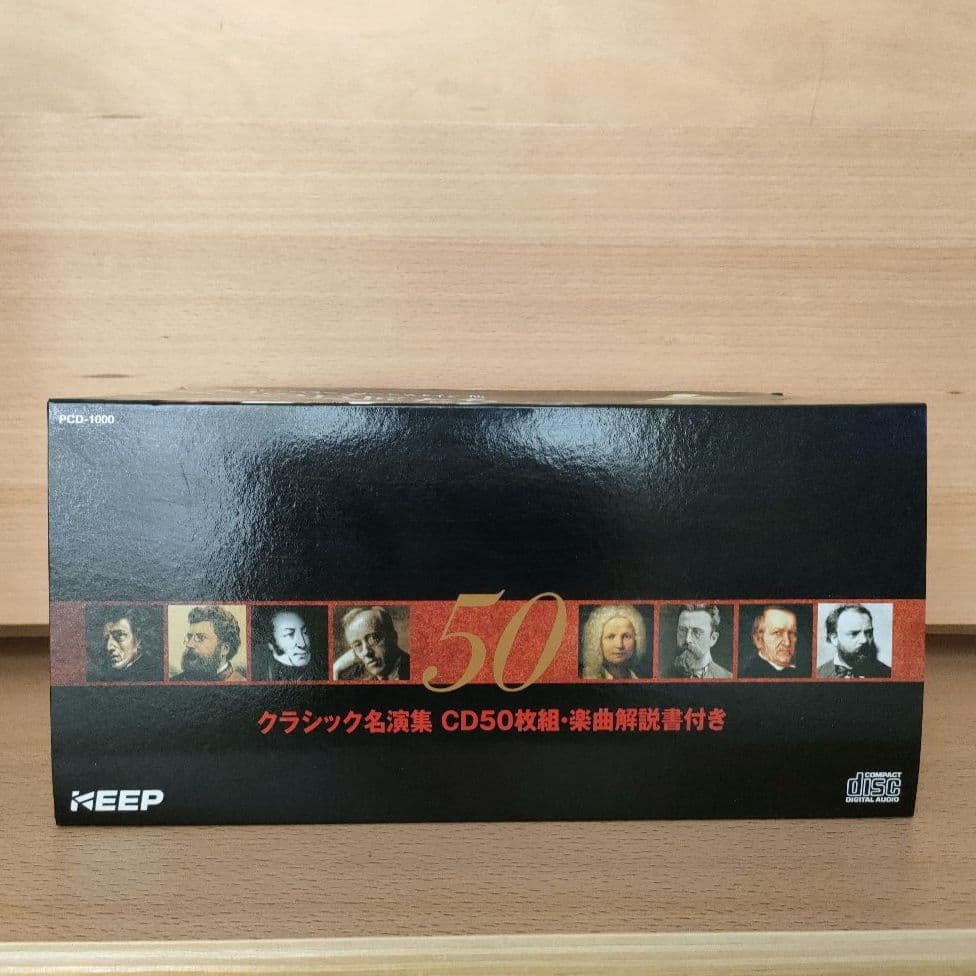 PCD-1000
50
クラシック名演集 CD50枚組・楽曲解説書付き
KEEP
COMPACT
disc
DIGITAL AUDIO